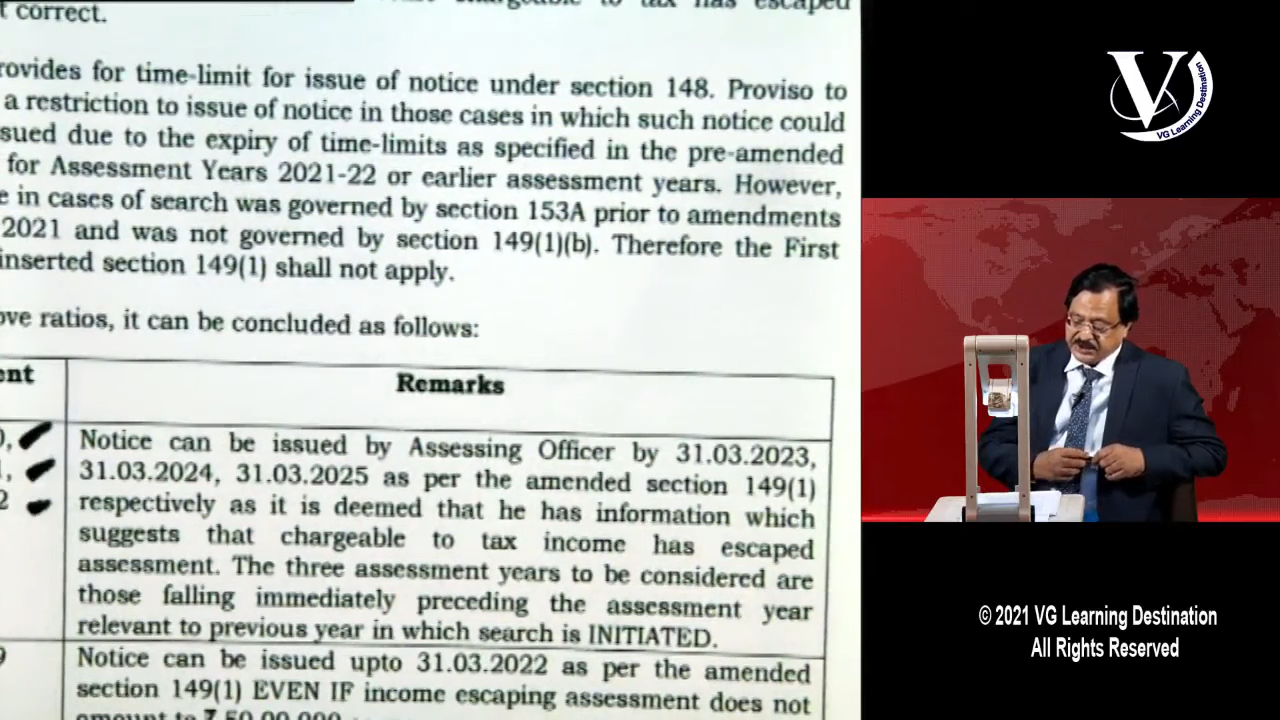 chargeable to tax has escaped
t correct.
rovides for time-limit for issue of notice under section 148. Proviso to
a restriction to issue of notice in those cases in which such notice could
sued due to the expiry of time-limits as specified in the pre-amended
for Assessment Years 2021-22 or earlier assessment years. However,
e in cases of search was governed by section 153A prior to amendments
2021 and was not governed by section 149(1)(b). Therefore the First
inserted section 149(1) shall not apply.
ove ratios, it can be concluded as follows:
ent
Remarks
Notice can be issued by Assessing Officer by 31.03.2023,
31.03.2024, 31.03.2025 as per the amended section 149(1)
respectively as it is deemed that he has information which
suggests that chargeable to tax income has escaped
assessment. The three assessment years to be considered are
those falling immediately preceding the assessment year
relevant to previous year in which search is INITIATED.
Notice can be issued upto 31.03.2022 as per the amended
section 149(1) EVEN IF income escaping assessment does not
amount to ₹ 50,00,000
V
VG Learning Destination
© 2021 VG Learning Destination
All Rights Reserved